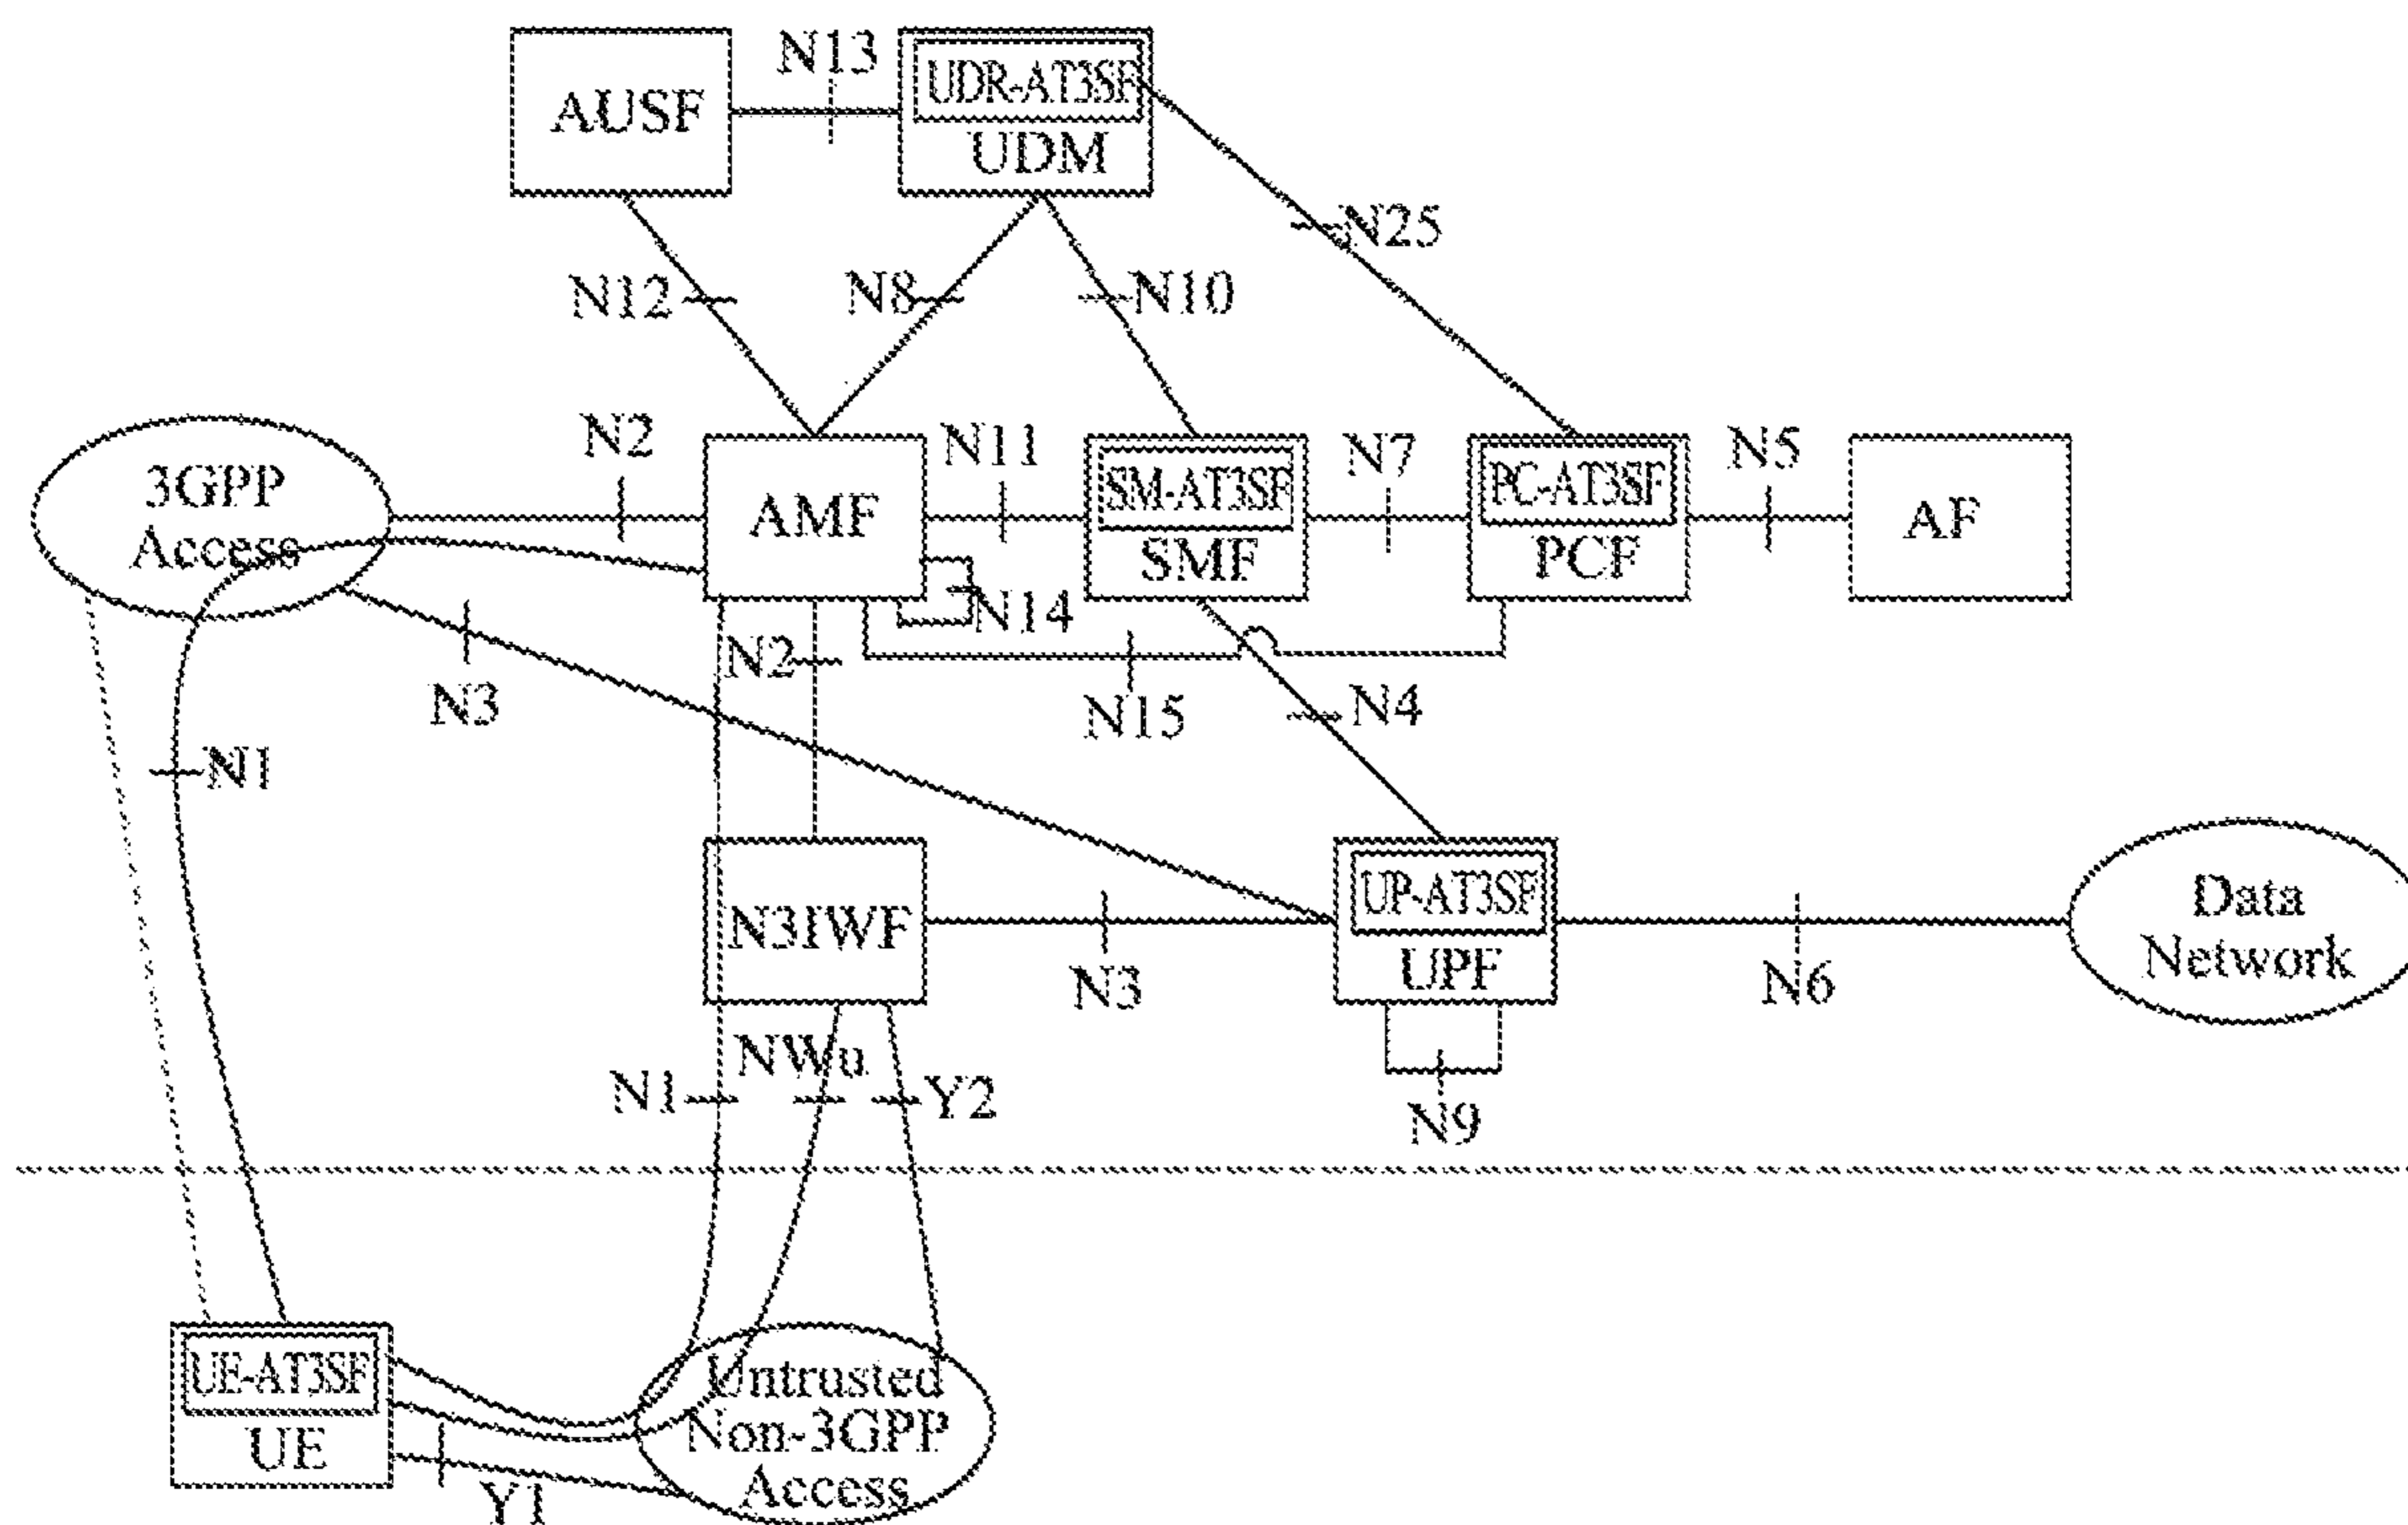 N13
UDR-AT3SF
AUSF
UDM
N25
N12
N8
N10
N2
N11
N7
N5
3GPP
Access
AMF
SM-AT3SF
SMF
PC-AT3SF
PCF
AF
N14
N2
N3
N15
N4
N1
N3IWF
UP-AT3SF
UPF
Data
Network
N3
N6
NWu
N1
Y2
N9
UE-AT3SF
UE
Untrusted
Non-3GPP
Access
Y1